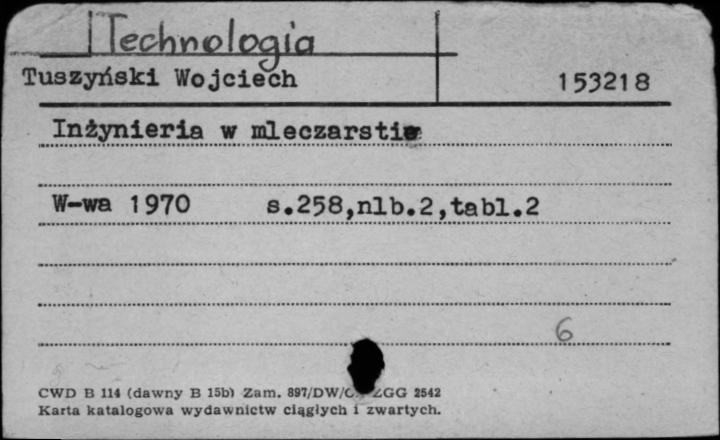 Technologia
Tuszyński Wojciech 153218
Inżynieria w mleczarstwie
W-wa 1970 s.258,nlb.2,tabl.2
6
CWD B 114 (dawny B 15b) Zam. 897/DW/ ZGG 2542
Karta katalogowa wydawnictw ciągłych i zwartych.